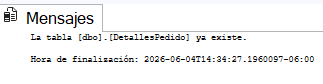 Mensajes
La tabla [dbo].[DetallesPedido] ya existe.
Hora de finalización: 2026-06-04T14:34:27.1960097-06:00